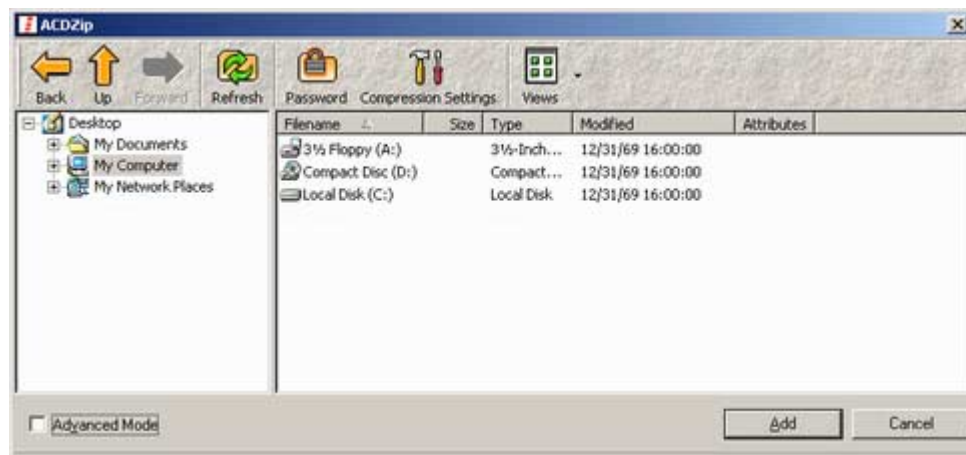 ACDZip
Back Up Forward Refresh Password Compression Settings Views
Desktop
My Documents
My Computer
My Network Places
Filename Size Type Modified Attributes
3½ Floppy (A:) 3½-Inch... 12/31/69 16:00:00
Compact Disc (D:) Compact... 12/31/69 16:00:00
Local Disk (C:) Local Disk 12/31/69 16:00:00
Advanced Mode Add Cancel